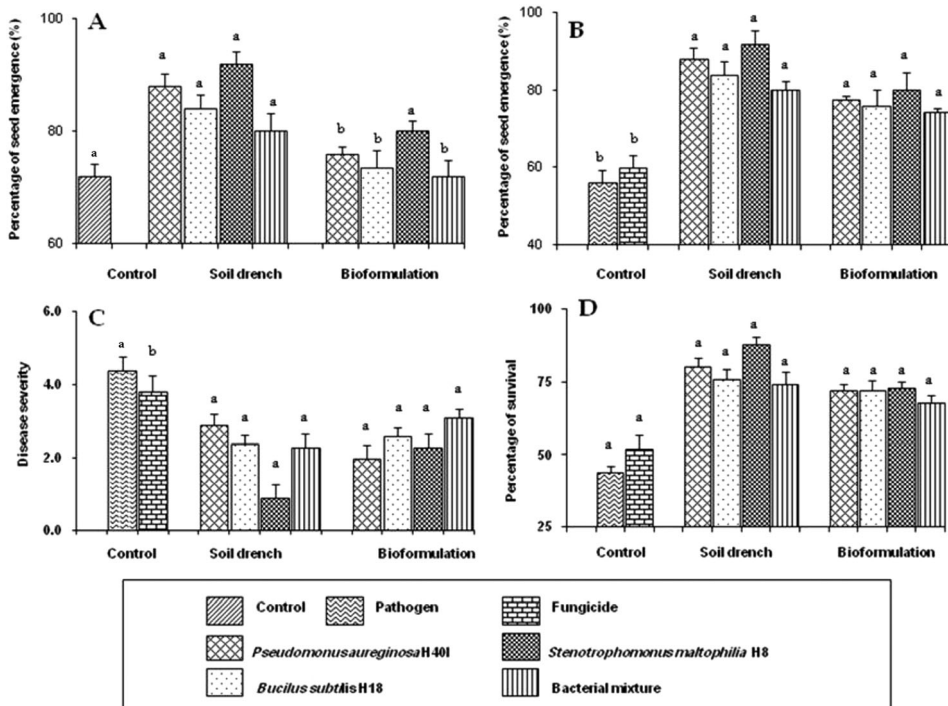 A
Percentage of seed emergence (%)
100
80
60
a
a
a
a
a
b
b
a
b
Control
Soil drench
Bioformulation
B
Percentage of seed emergence (%)
100
80
60
40
b
b
a
a
a
a
a
a
a
a
Control
Soil drench
Bioformulation
C
Disease severity
6.0
4.0
2.0
0.0
a
b
a
a
a
a
a
a
a
a
Control
Soil drench
Bioformulation
D
Percentage of survival
100
75
50
25
a
a
a
a
a
a
a
a
a
a
Control
Soil drench
Bioformulation
Control
Pathogen
Fungicide
Pseudomonus aureginosa H40I
Stenotrophomonus maltophilia H8
Bucilus subtilis H18
Bacterial mixture